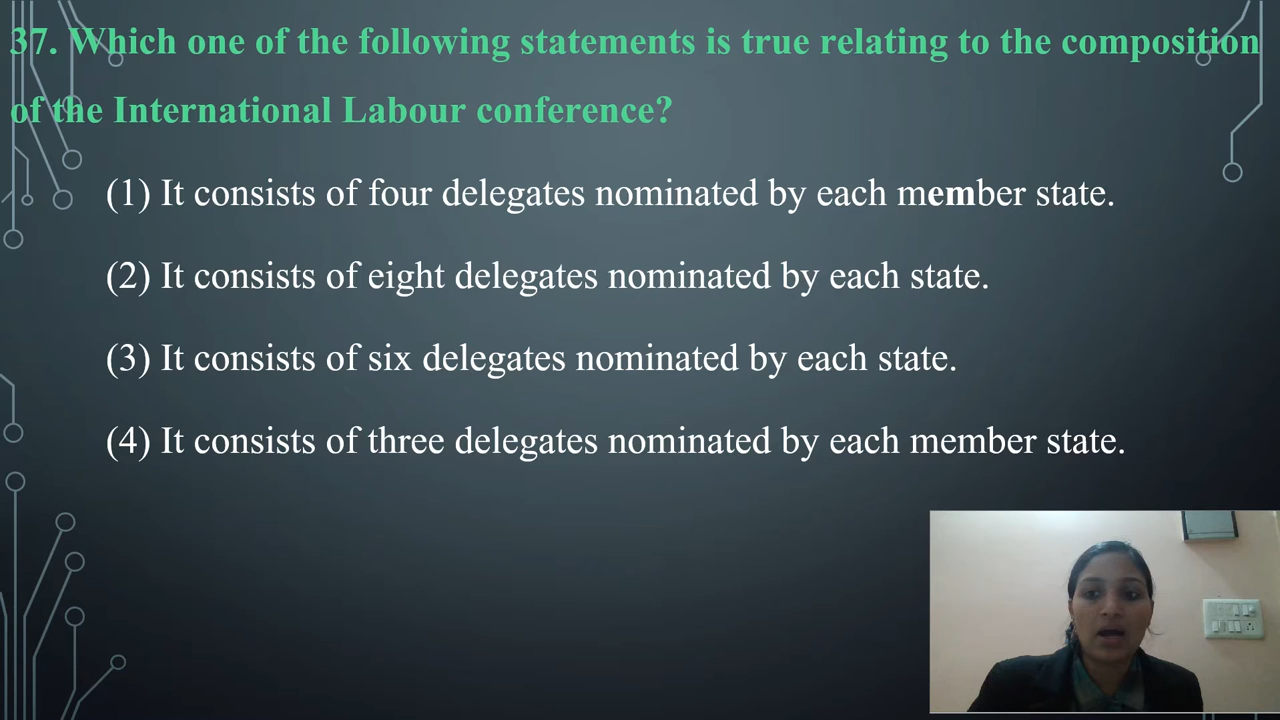 37. Which one of the following statements is true relating to the composition
of the International Labour conference?
(1) It consists of four delegates nominated by each member state.
(2) It consists of eight delegates nominated by each state.
(3) It consists of six delegates nominated by each state.
(4) It consists of three delegates nominated by each member state.